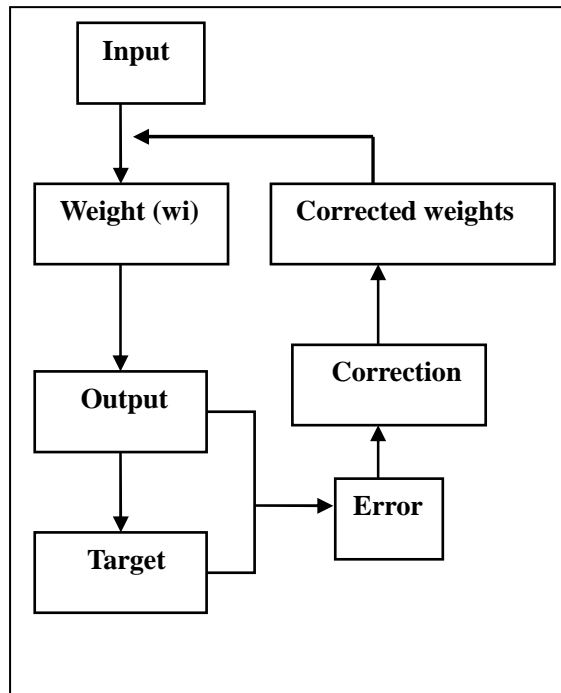 Input
Weight (wi)
Corrected weights
Output
Correction
Target
Error